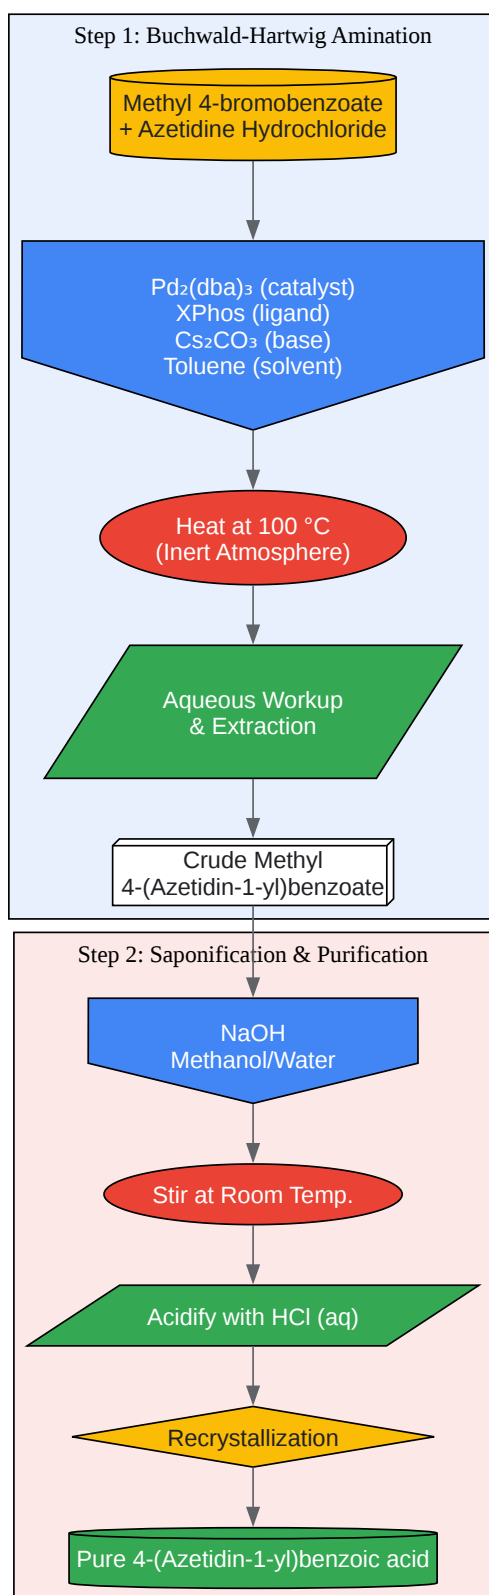 Step 1: Buchwald-Hartwig Amination
Methyl 4-bromobenzoate
+ Azetidine Hydrochloride
Pd₂(dba)₃ (catalyst)
XPhos (ligand)
Cs₂CO₃ (base)
Toluene (solvent)
Heat at 100 °C
(Inert Atmosphere)
Aqueous Workup
& Extraction
Crude Methyl
4-(Azetidin-1-yl)benzoate
Step 2: Saponification & Purification
NaOH
Methanol/Water
Stir at Room Temp.
Acidify with HCl (aq)
Recrystallization
Pure 4-(Azetidin-1-yl)benzoic acid